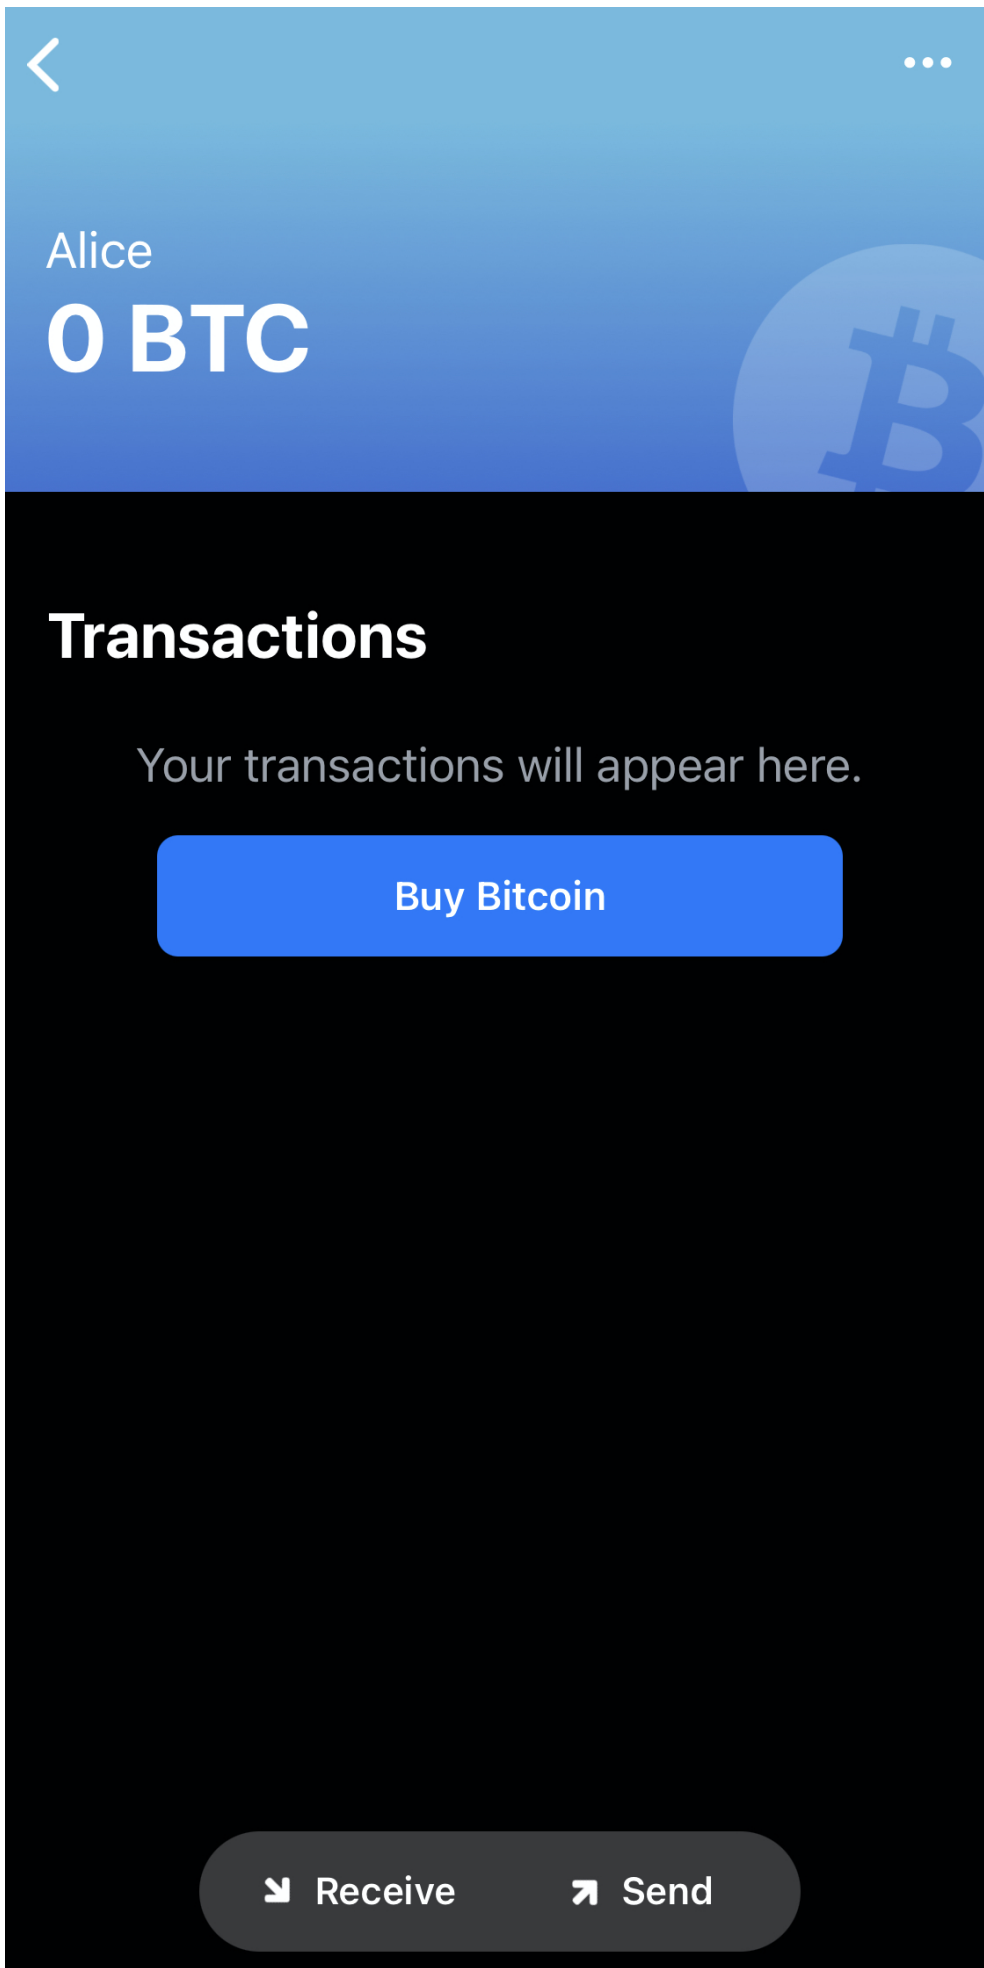 Alice
0 BTC
Transactions
Your transactions will appear here.
Buy Bitcoin
Receive
Send